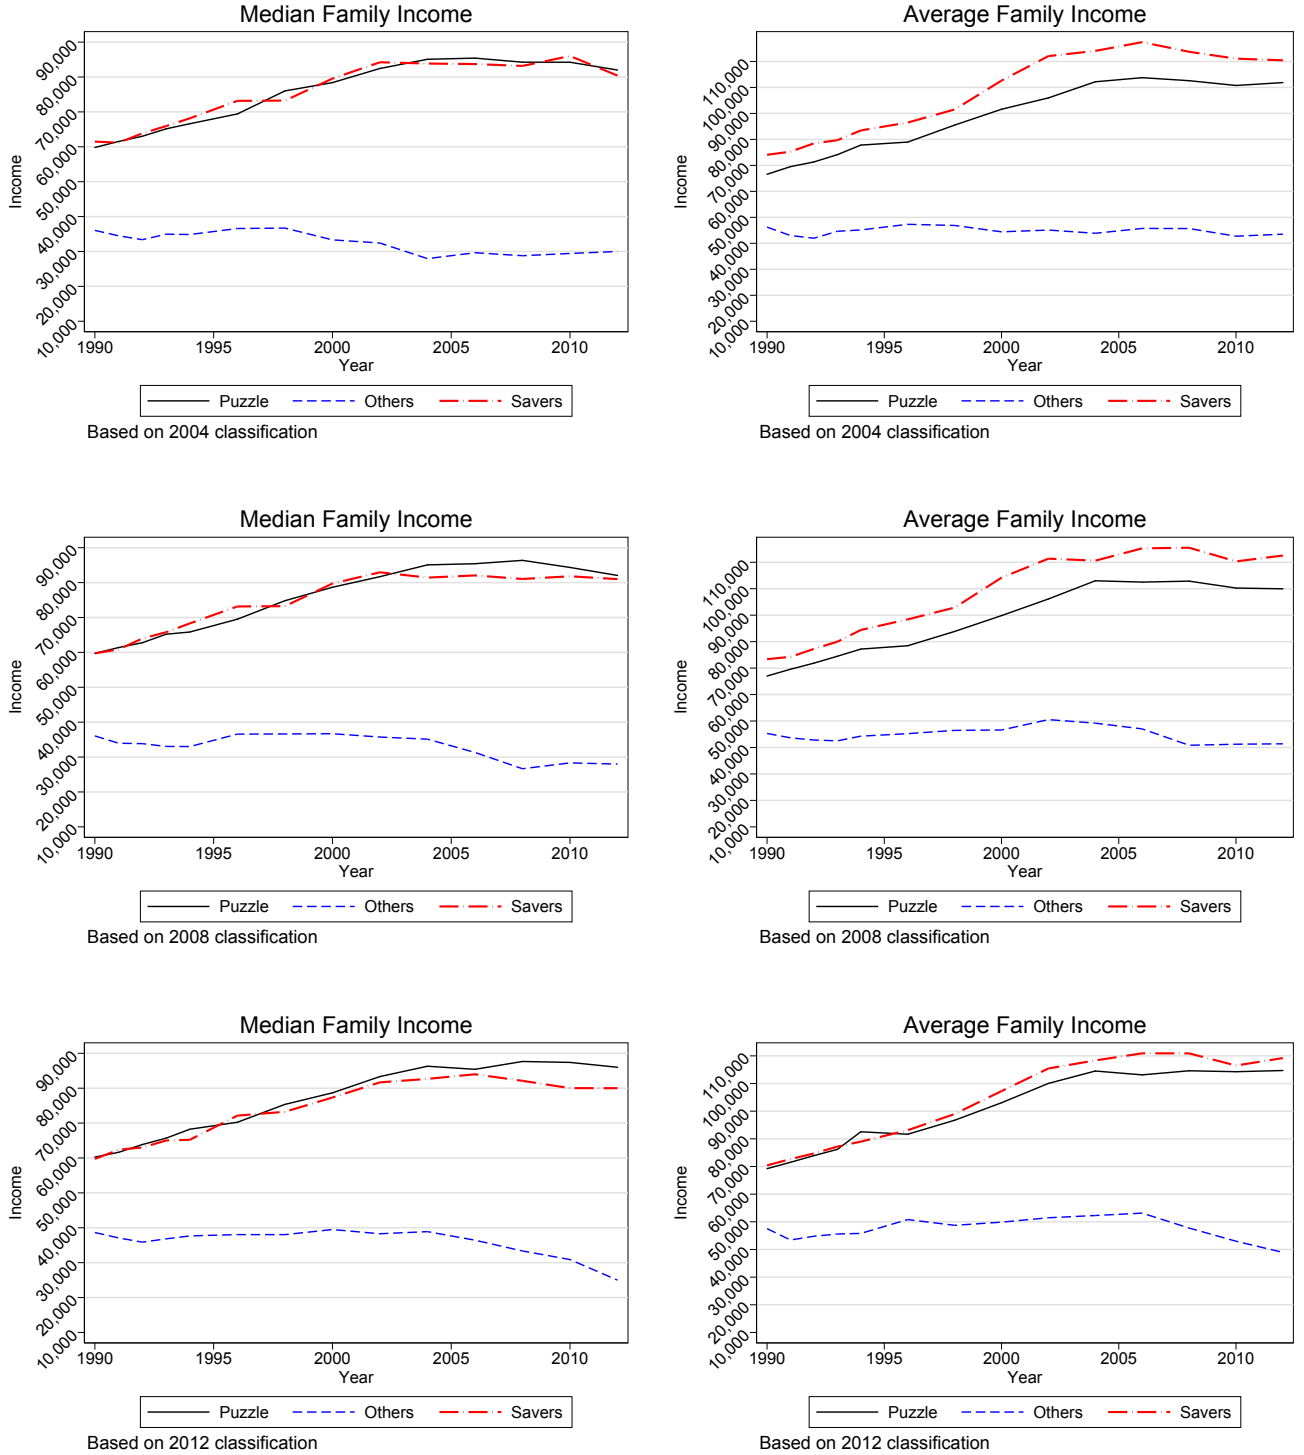 Median Family Income
Average Family Income
Income
90,000
80,000
70,000
60,000
50,000
40,000
30,000
20,000
10,000
1990 1995 2000 2005 2010
Year
Puzzle Others Savers
Based on 2004 classification
Income
110,000
100,000
90,000
80,000
70,000
60,000
50,000
40,000
30,000
20,000
10,000
1990 1995 2000 2005 2010
Year
Puzzle Others Savers
Based on 2004 classification
Median Family Income
Average Family Income
Income
90,000
80,000
70,000
60,000
50,000
40,000
30,000
20,000
10,000
1990 1995 2000 2005 2010
Year
Puzzle Others Savers
Based on 2008 classification
Income
110,000
100,000
90,000
80,000
70,000
60,000
50,000
40,000
30,000
20,000
10,000
1990 1995 2000 2005 2010
Year
Puzzle Others Savers
Based on 2008 classification
Median Family Income
Average Family Income
Income
90,000
80,000
70,000
60,000
50,000
40,000
30,000
20,000
10,000
1990 1995 2000 2005 2010
Year
Puzzle Others Savers
Based on 2012 classification
Income
110,000
100,000
90,000
80,000
70,000
60,000
50,000
40,000
30,000
20,000
10,000
1990 1995 2000 2005 2010
Year
Puzzle Others Savers
Based on 2012 classification